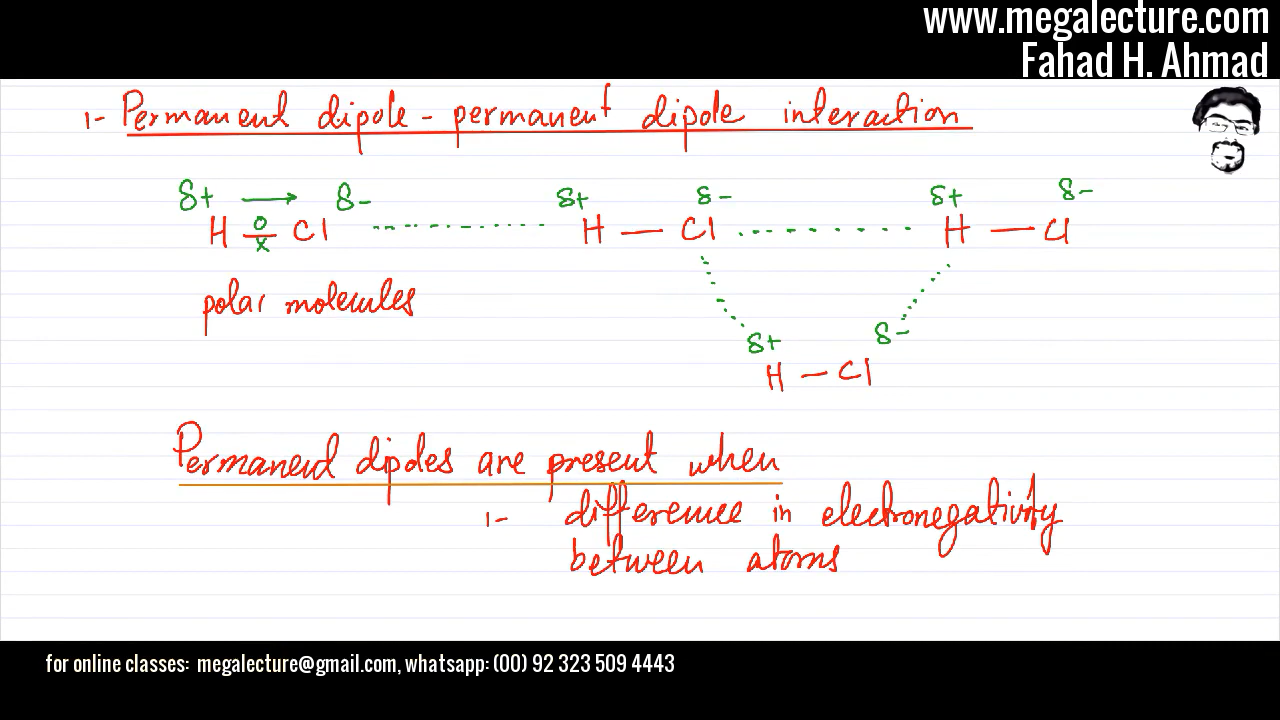 www.megalecture.com
Fahad H. Ahmad
1- Permanent dipole - permanent dipole interaction
δ+ → δ- δ+ δ- δ+ δ-
H o/x Cl H — Cl H — Cl
polar molecules
δ+ δ-
H — Cl
Permanent dipoles are present when
1- difference in electronegativity
between atoms
for online classes: megalecture@gmail.com, whatsapp: (00) 92 323 509 4443